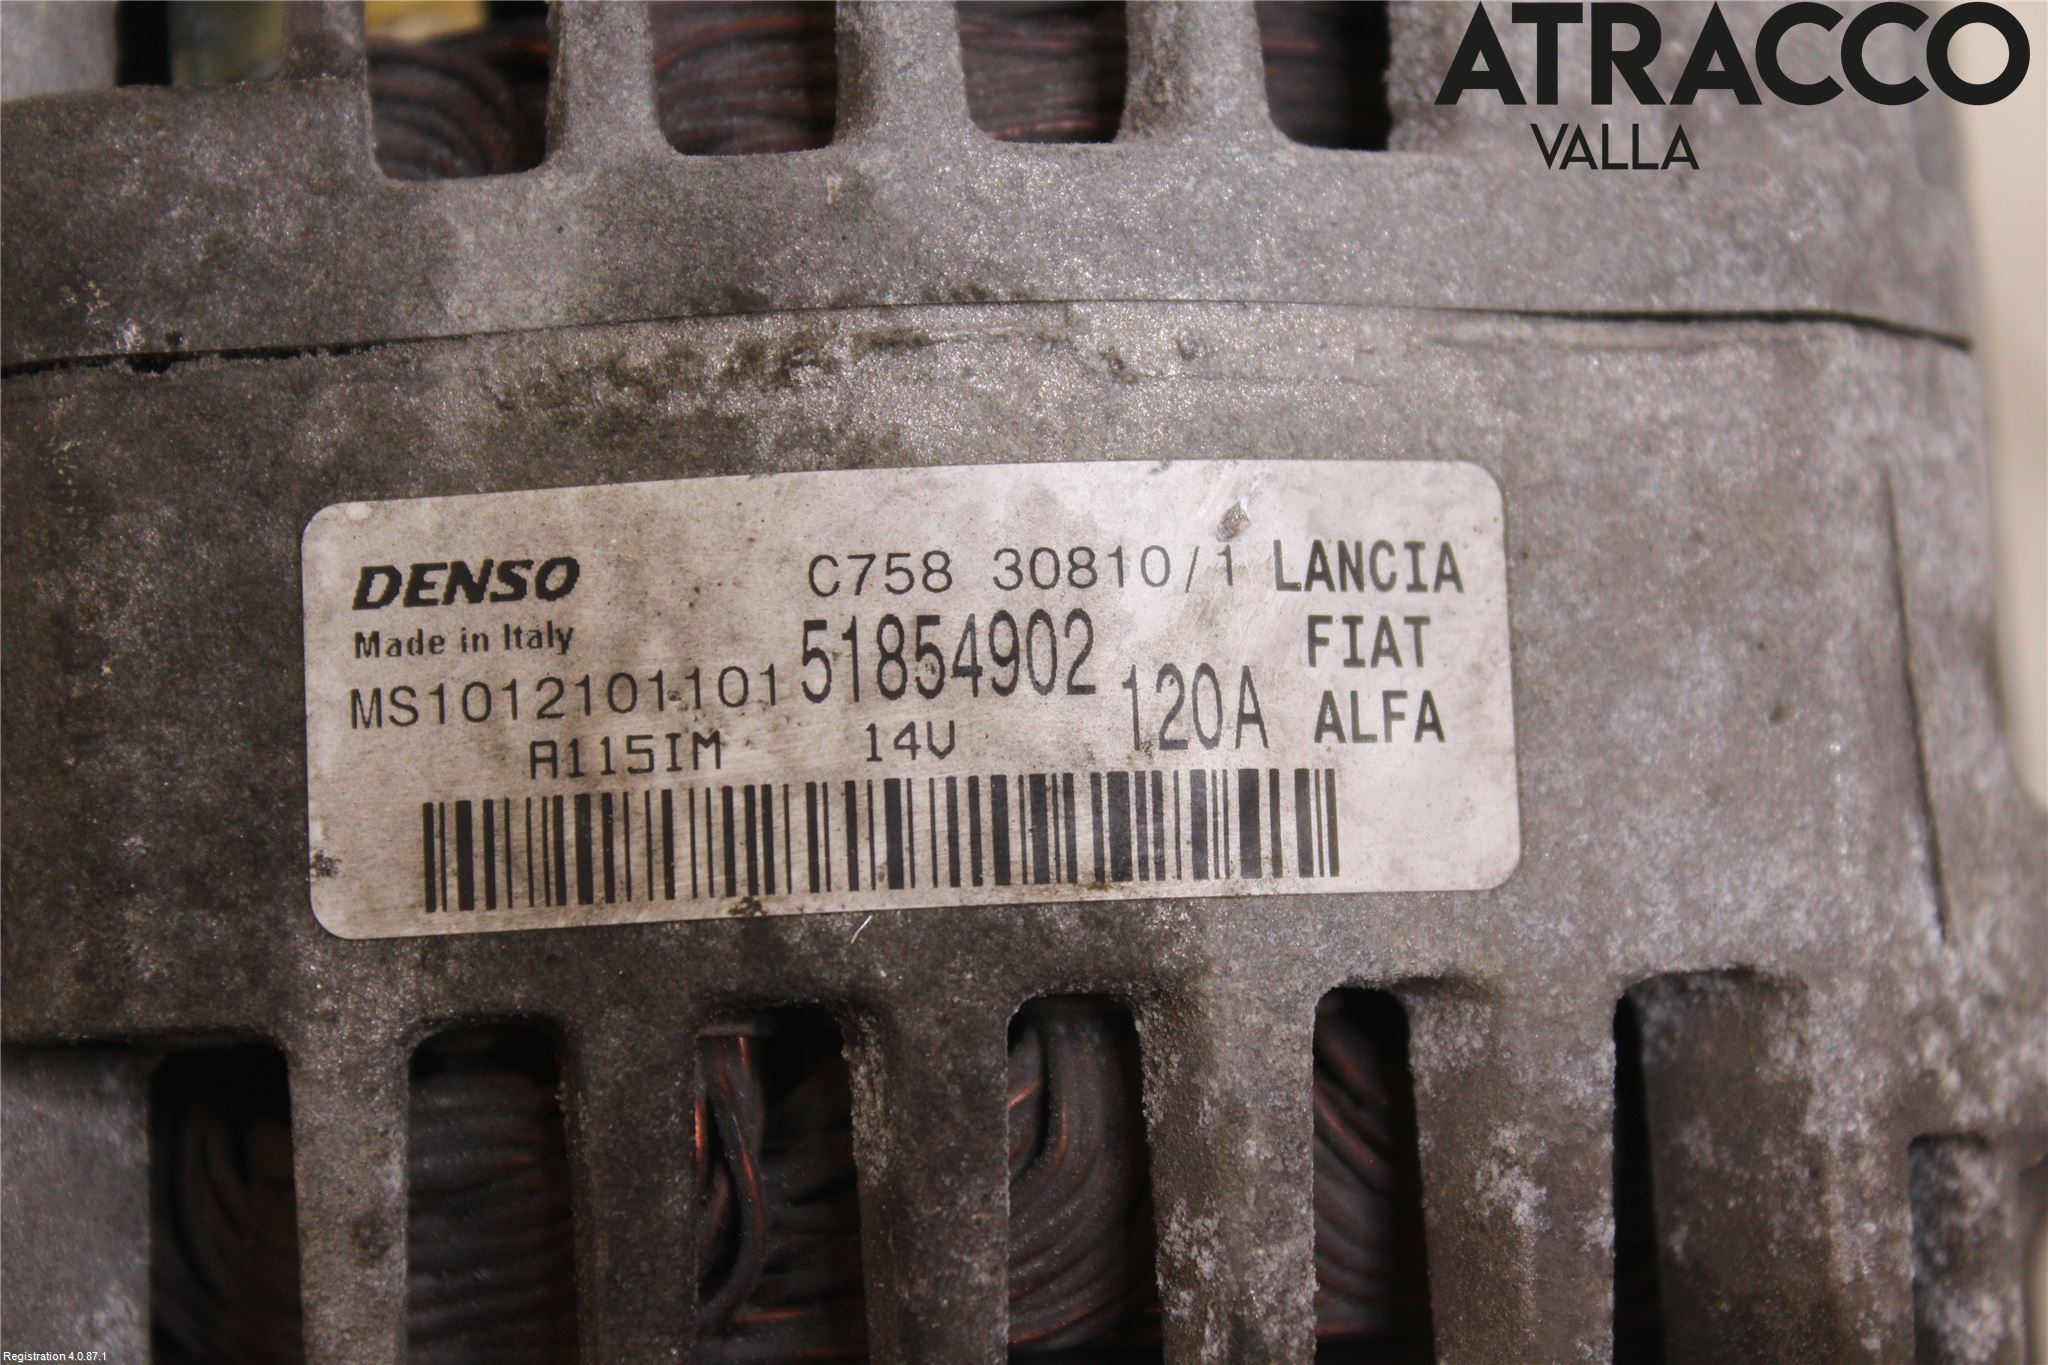 ATRACCO
VALLA
DENSO C758 30810/1 LANCIA
Made in Italy 51854902 FIAT
MS1012101101 120A ALFA
A115IM 14V
Registration 4.0.87.1